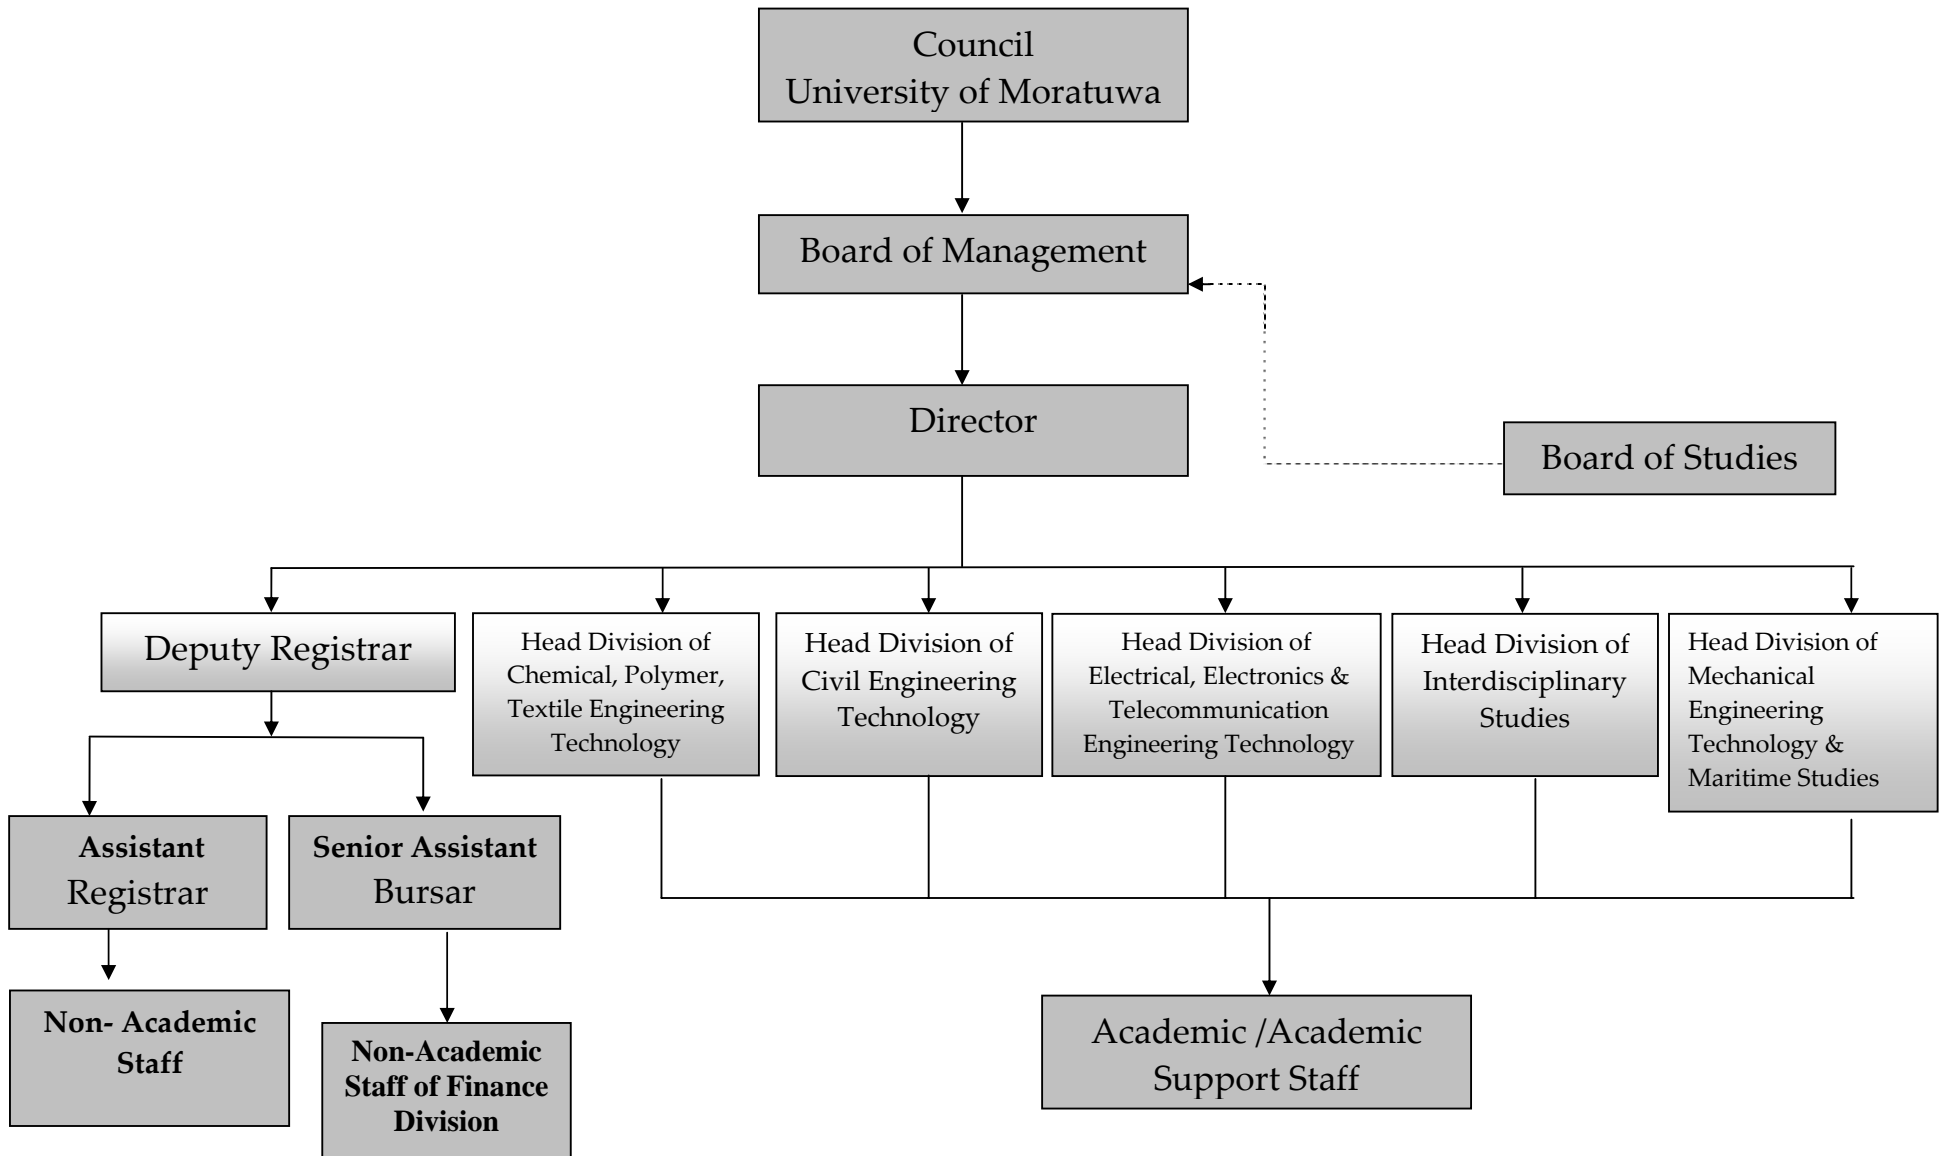 Council
University of Moratuwa
Board of Management
Director
Board of Studies
Deputy Registrar
Head Division of
Chemical, Polymer,
Textile Engineering
Technology
Head Division of
Civil Engineering
Technology
Head Division of
Electrical, Electronics &
Telecommunication
Engineering Technology
Head Division of
Interdisciplinary
Studies
Head Division of
Mechanical
Engineering
Technology &
Maritime Studies
Assistant
Registrar
Senior Assistant
Bursar
Non- Academic
Staff
Non-Academic
Staff of Finance
Division
Academic /Academic
Support Staff